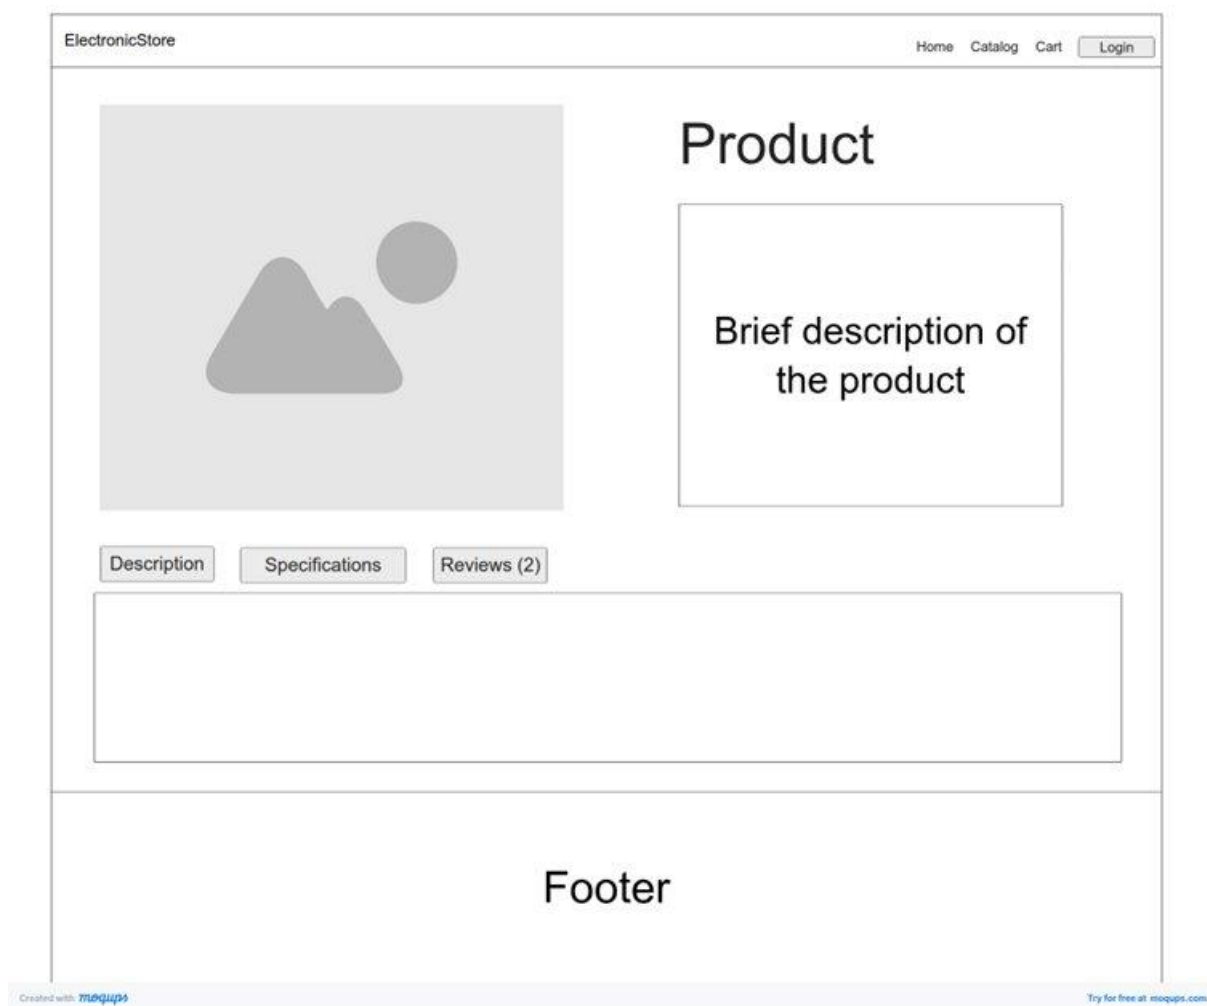 ElectronicStore
Home Catalog Cart Login
Product
Brief description of
the product
Description Specifications Reviews (2)
Footer
Created with moqups
Try for free at moqups.com